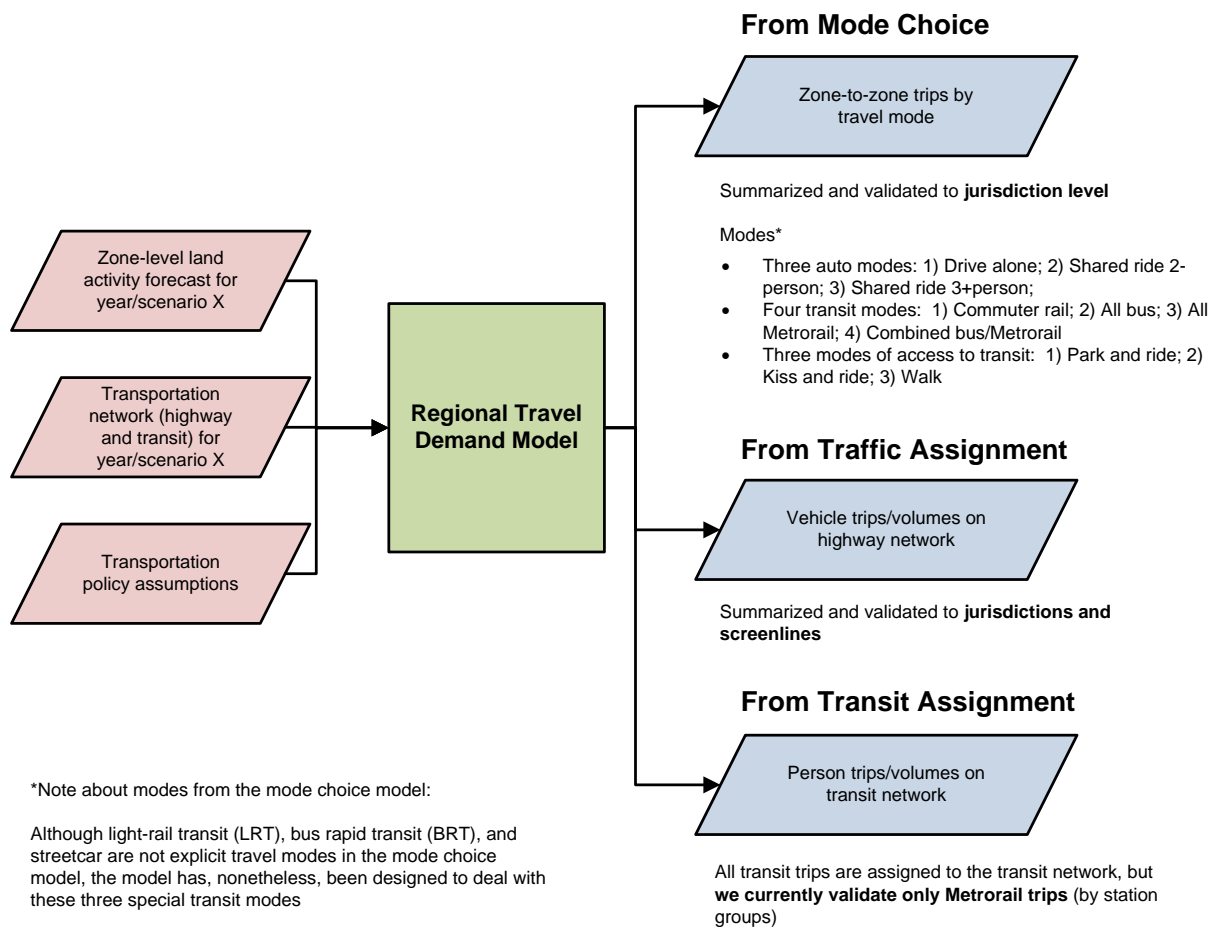 From Mode Choice
Zone-to-zone trips by
travel mode
Summarized and validated to jurisdiction level
Modes*
• Three auto modes: 1) Drive alone; 2) Shared ride 2-
person; 3) Shared ride 3+person;
• Four transit modes: 1) Commuter rail; 2) All bus; 3) All
Metrorail; 4) Combined bus/Metrorail
• Three modes of access to transit: 1) Park and ride; 2)
Kiss and ride; 3) Walk
Zone-level land
activity forecast for
year/scenario X
Transportation
network (highway
and transit) for
year/scenario X
Transportation
policy assumptions
Regional Travel
Demand Model
From Traffic Assignment
Vehicle trips/volumes on
highway network
Summarized and validated to jurisdictions and
screenlines
From Transit Assignment
Person trips/volumes on
transit network
All transit trips are assigned to the transit network, but
we currently validate only Metrorail trips (by station
groups)
*Note about modes from the mode choice model:
Although light-rail transit (LRT), bus rapid transit (BRT), and
streetcar are not explicit travel modes in the mode choice
model, the model has, nonetheless, been designed to deal with
these three special transit modes